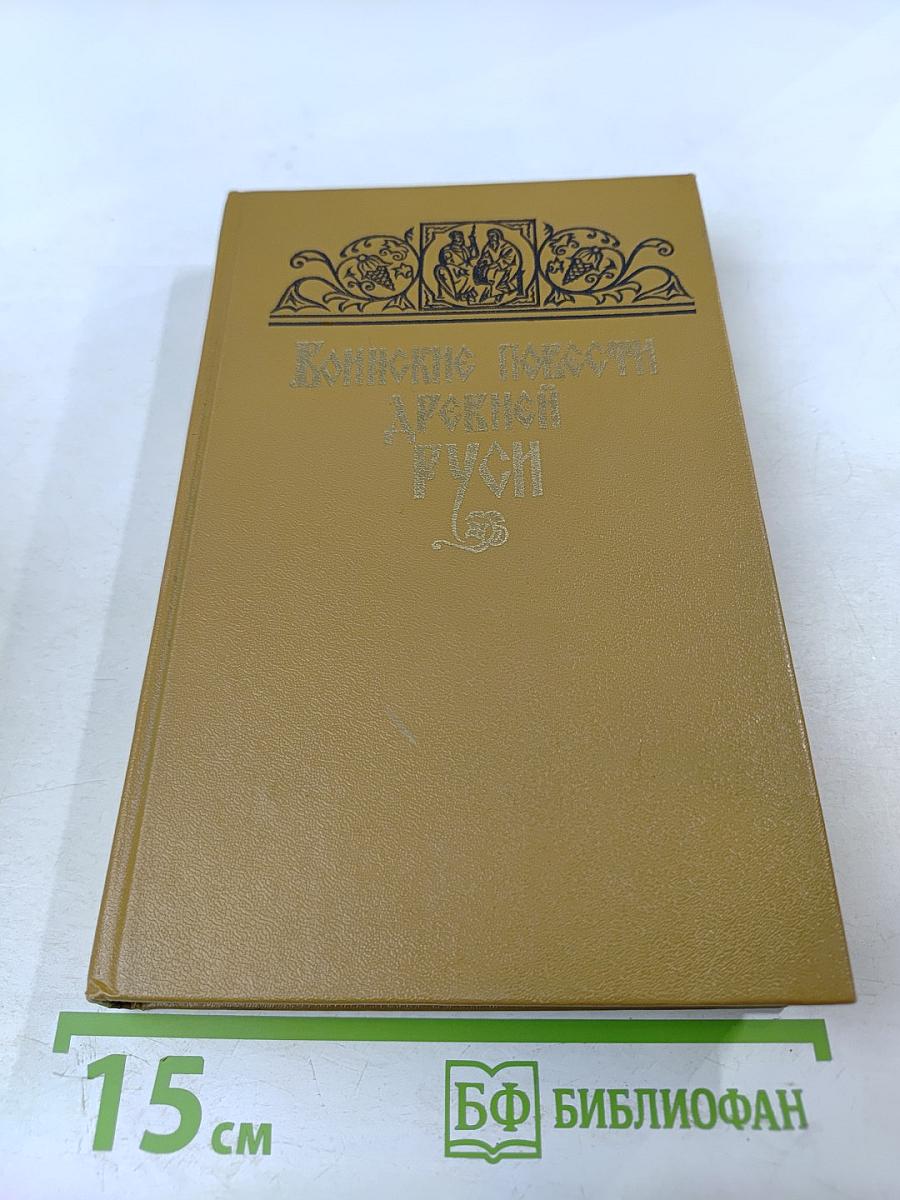 Воинские повести
древней
Руси
15 см
БФ БИБЛИОФАН